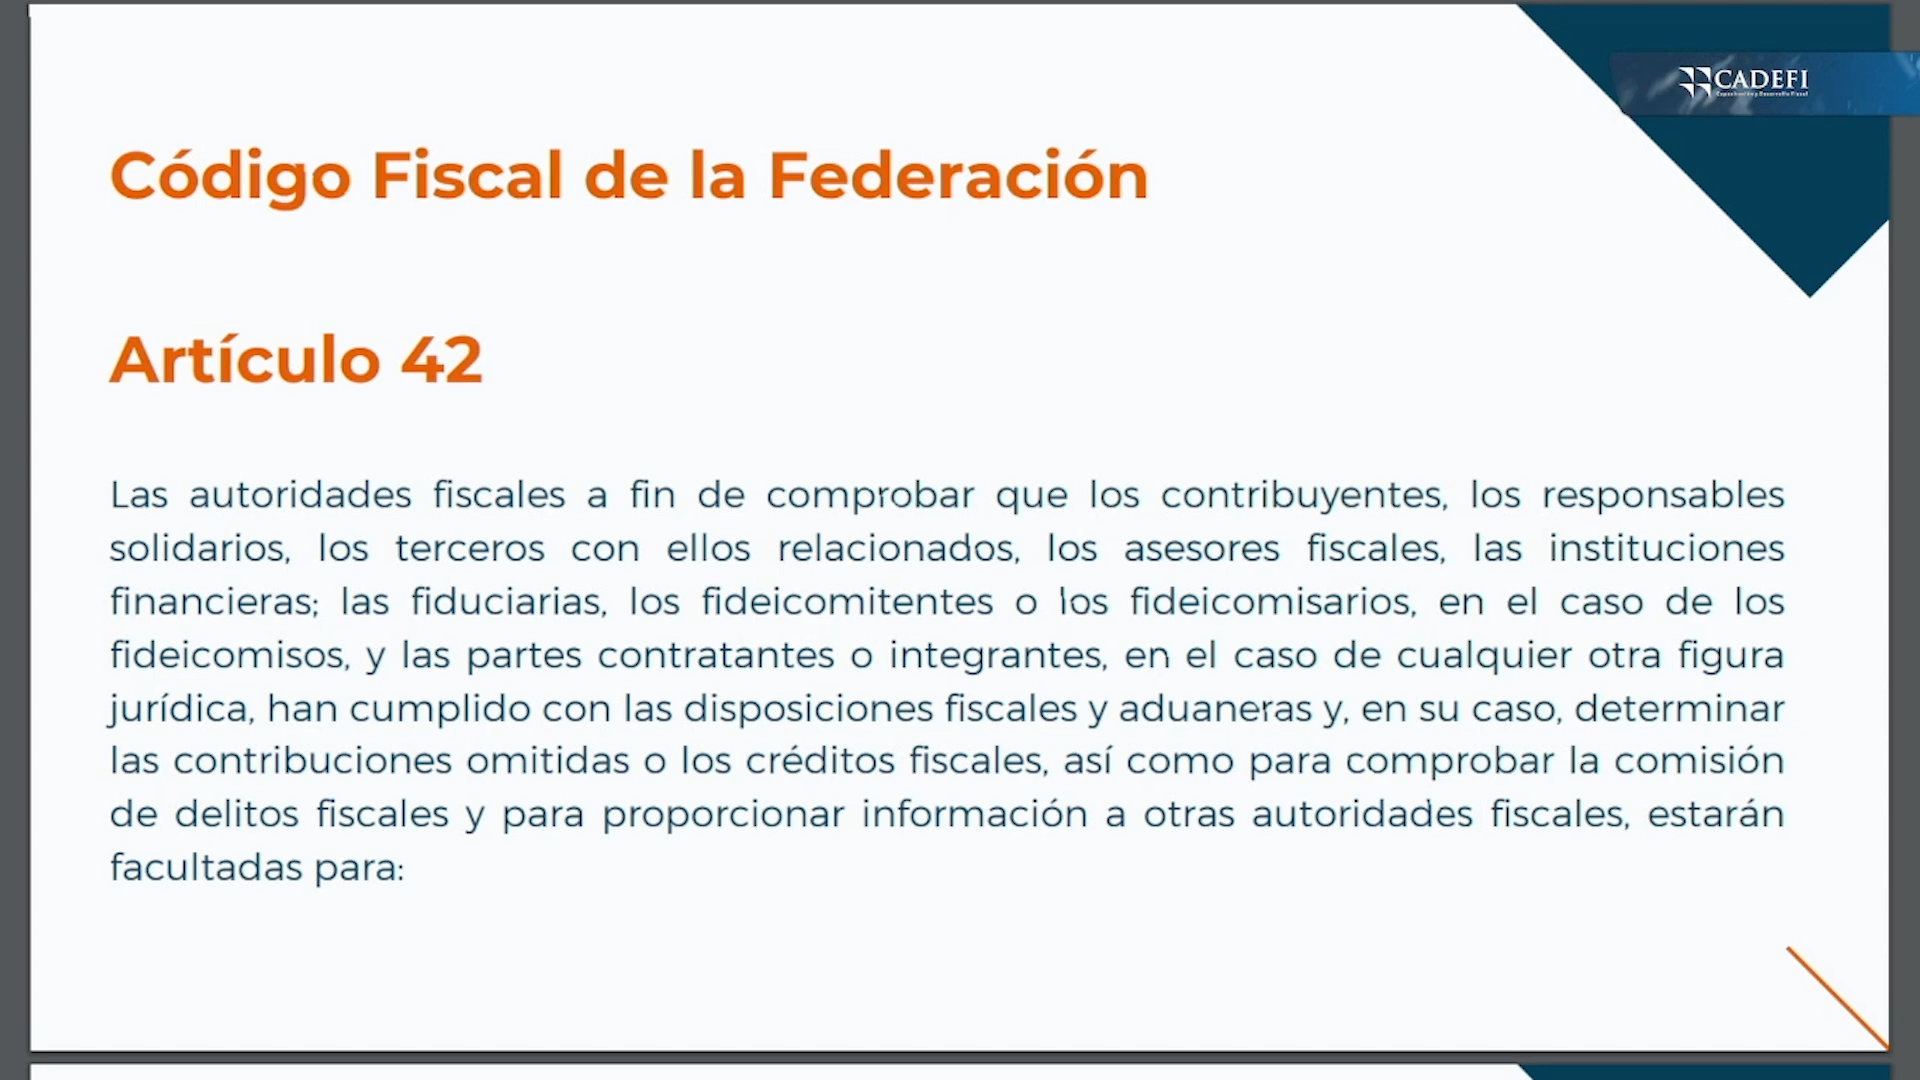 CADEFI
Código Fiscal de la Federación
Artículo 42
Las autoridades fiscales a fin de comprobar que los contribuyentes, los responsables
solidarios, los terceros con ellos relacionados, los asesores fiscales, las instituciones
financieras; las fiduciarias, los fideicomitentes o los fideicomisarios, en el caso de los
fideicomisos, y las partes contratantes o integrantes, en el caso de cualquier otra figura
jurídica, han cumplido con las disposiciones fiscales y aduaneras y, en su caso, determinar
las contribuciones omitidas o los créditos fiscales, así como para comprobar la comisión
de delitos fiscales y para proporcionar información a otras autoridades fiscales, estarán
facultadas para: